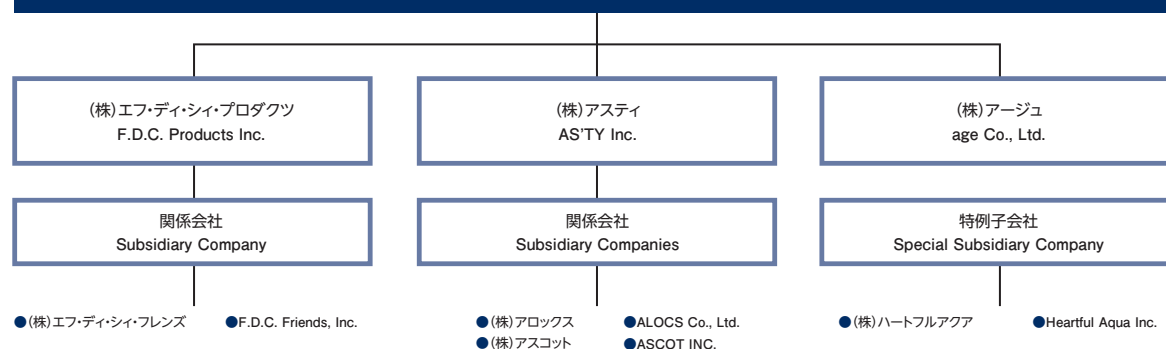 (株)エフ・ディ・シィ・プロダクツ
F.D.C. Products Inc.
(株)アスティ
AS'TY Inc.
(株)アージュ
age Co., Ltd.
関係会社
Subsidiary Company
関係会社
Subsidiary Companies
特例子会社
Special Subsidiary Company
●(株)エフ・ディ・シィ・フレンズ ●F.D.C. Friends, Inc.
●(株)アロックス ●ALOCS Co., Ltd.
●(株)アスコット ●ASCOT INC.
●(株)ハートフルアクア ●Heartful Aqua Inc.